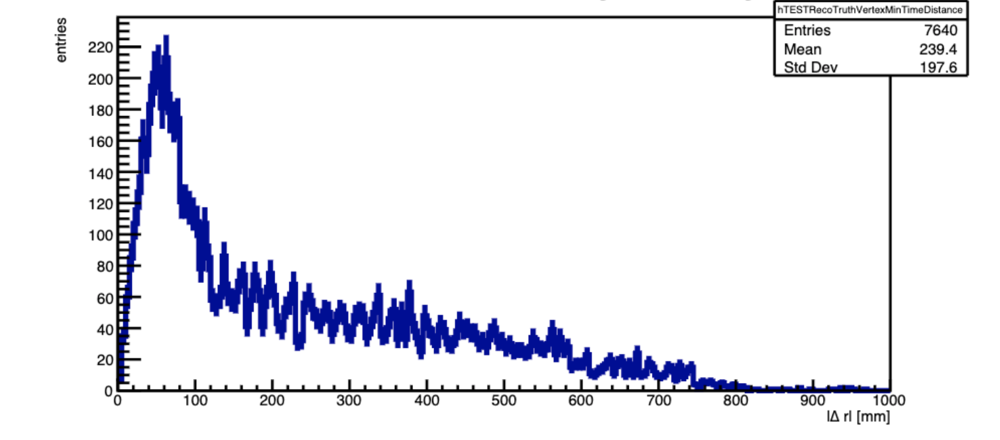 hTESTRecoTruthVertexMinTimeDistance
Entries 7640
Mean 239.4
Std Dev 197.6
entries
220
200
180
160
140
120
100
80
60
40
20
0
0 100 200 300 400 500 600 700 800 900 1000
|Δ r| [mm]